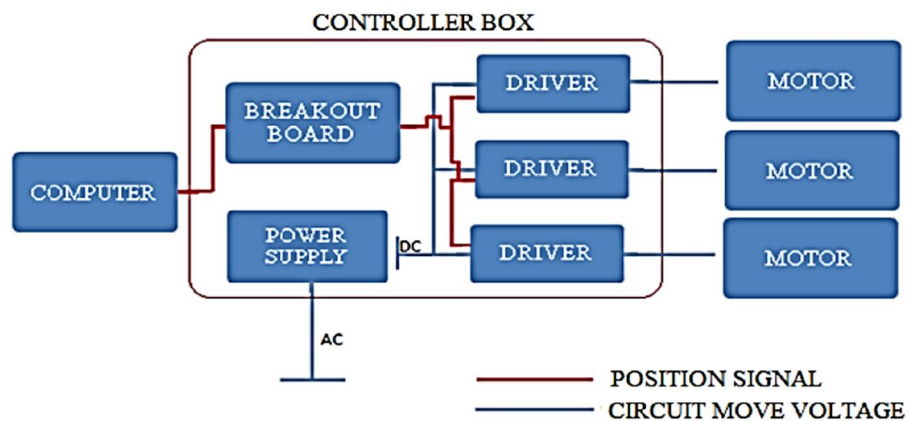 CONTROLLER BOX
DRIVER
MOTOR
BREAKOUT
BOARD
DRIVER
MOTOR
COMPUTER
POWER
SUPPLY
DC
DRIVER
MOTOR
AC
POSITION SIGNAL
CIRCUIT MOVE VOLTAGE